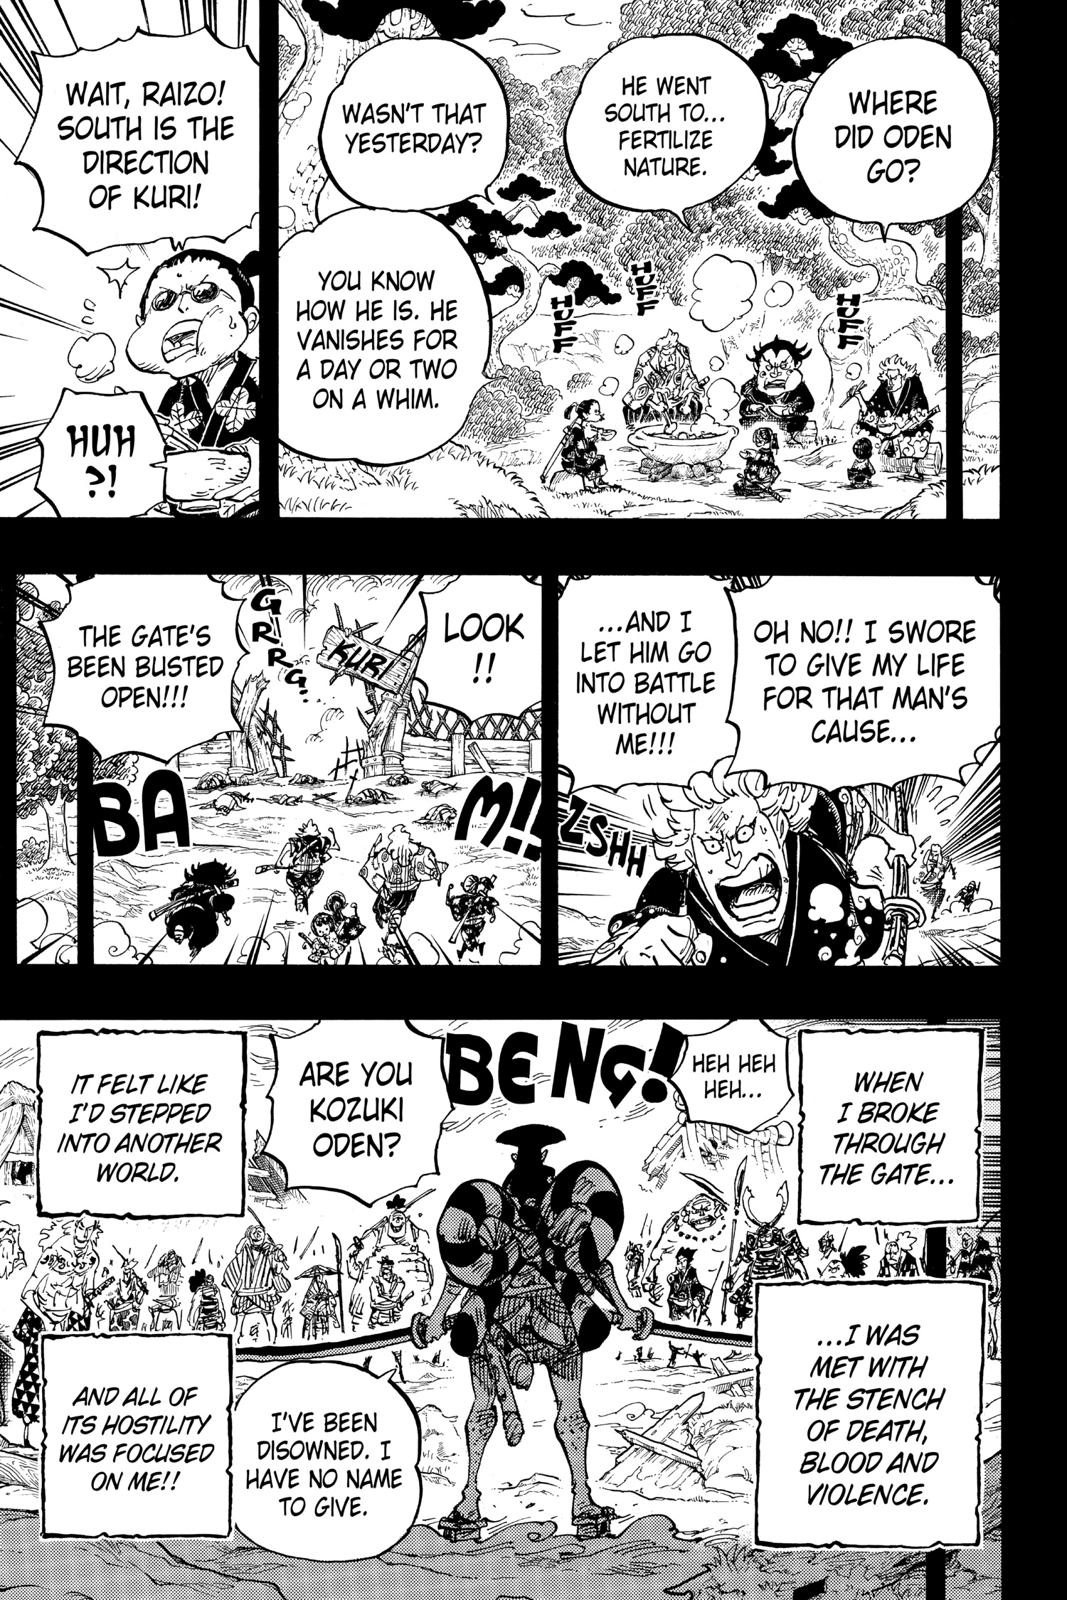 WHERE
DID ODEN
GO?
HE WENT
SOUTH TO...
FERTILIZE
NATURE.
WASN'T THAT
YESTERDAY?
YOU KNOW
HOW HE IS. HE
VANISHES FOR
A DAY OR TWO
ON A WHIM.
HUFF
HUFF
HUFF
WAIT, RAIZO!
SOUTH IS THE
DIRECTION
OF KURI!
HUH
?!
OH NO!! I SWORE
TO GIVE MY LIFE
FOR THAT MAN'S
CAUSE...
...AND I
LET HIM GO
INTO BATTLE
WITHOUT
ME!!!
ZSHH
LOOK
!!
GRRG...
KURI
THE GATE'S
BEEN BUSTED
OPEN!!!
BA
M!!
WHEN
I BROKE
THROUGH
THE GATE...
HEH HEH
HEH...
BENG!
ARE YOU
KOZUKI
ODEN?
IT FELT LIKE
I'D STEPPED
INTO ANOTHER
WORLD.
...I WAS
MET WITH
THE STENCH
OF DEATH,
BLOOD AND
VIOLENCE.
I'VE BEEN
DISOWNED. I
HAVE NO NAME
TO GIVE.
AND ALL OF
ITS HOSTILITY
WAS FOCUSED
ON ME!!